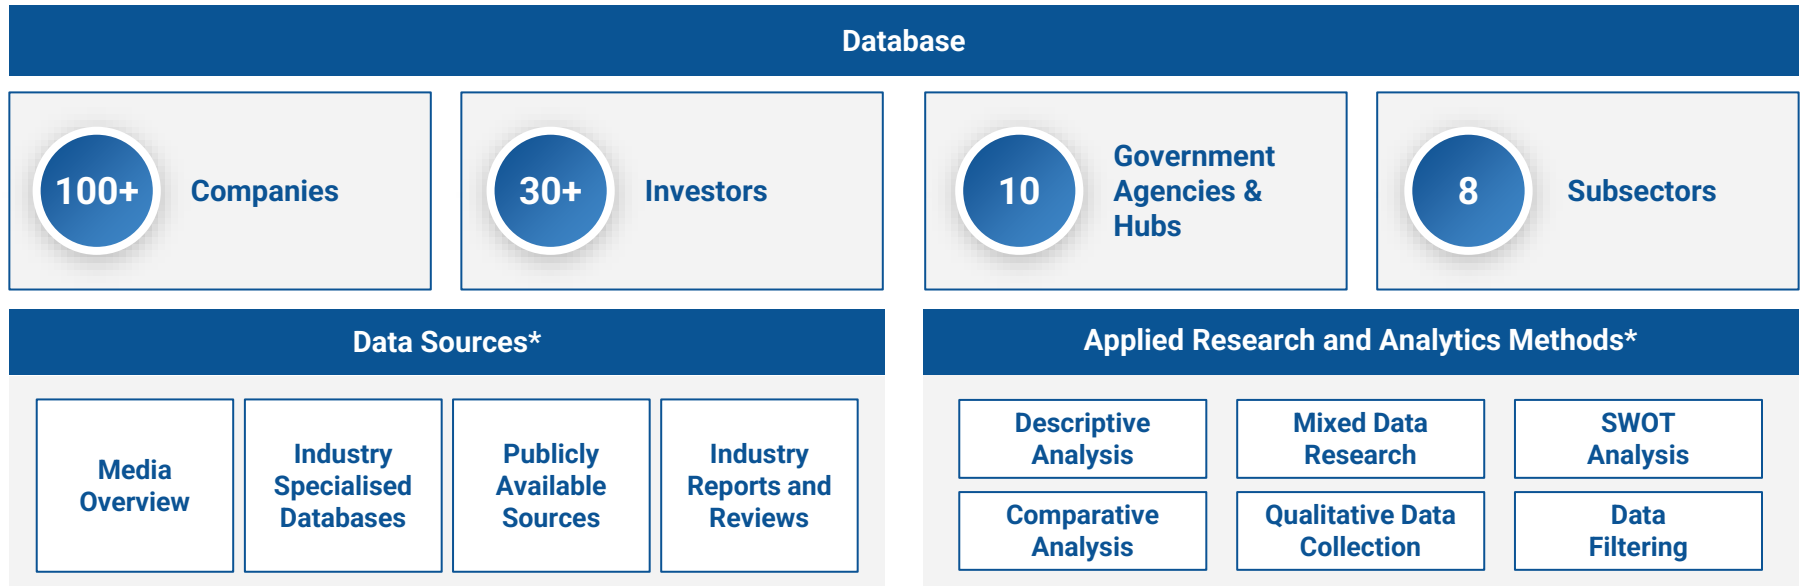 Database
100+
Companies
30+
Investors
10
Government
Agencies &
Hubs
8
Subsectors
Data Sources*
Media
Overview
Industry
Specialised
Databases
Publicly
Available
Sources
Industry
Reports and
Reviews
Applied Research and Analytics Methods*
Descriptive
Analysis
Mixed Data
Research
SWOT
Analysis
Comparative
Analysis
Qualitative Data
Collection
Data
Filtering